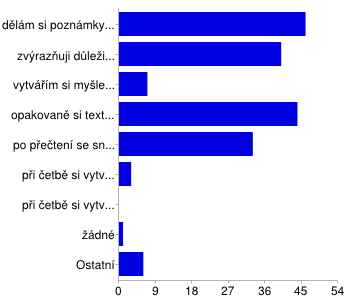 dělám si poznámky...
zvýrazňuji důleži...
vytvářím si myšle...
opakovaně si text...
po přečtení se sn...
při četbě si vytv...
při četbě si vytv...
žádné
Ostatní
0 9 18 27 36 45 54